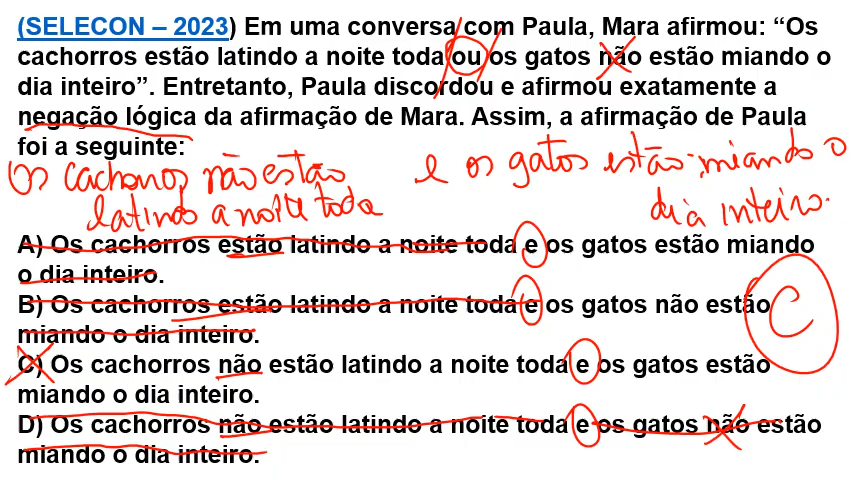 (SELECON – 2023) Em uma conversa com Paula, Mara afirmou: “Os
cachorros estão latindo a noite toda ou os gatos não estão miando o
dia inteiro”. Entretanto, Paula discordou e afirmou exatamente a
negação lógica da afirmação de Mara. Assim, a afirmação de Paula
foi a seguinte:
Os cachorros não estão e os gatos estão miando o
latindo a noite toda dia inteiro.
A) Os cachorros estão latindo a noite toda e os gatos estão miando
o dia inteiro.
B) Os cachorros estão latindo a noite toda e os gatos não estão
miando o dia inteiro.
C
C) Os cachorros não estão latindo a noite toda e os gatos estão
miando o dia inteiro.
D) Os cachorros não estão latindo a noite toda e os gatos não estão
miando o dia inteiro.